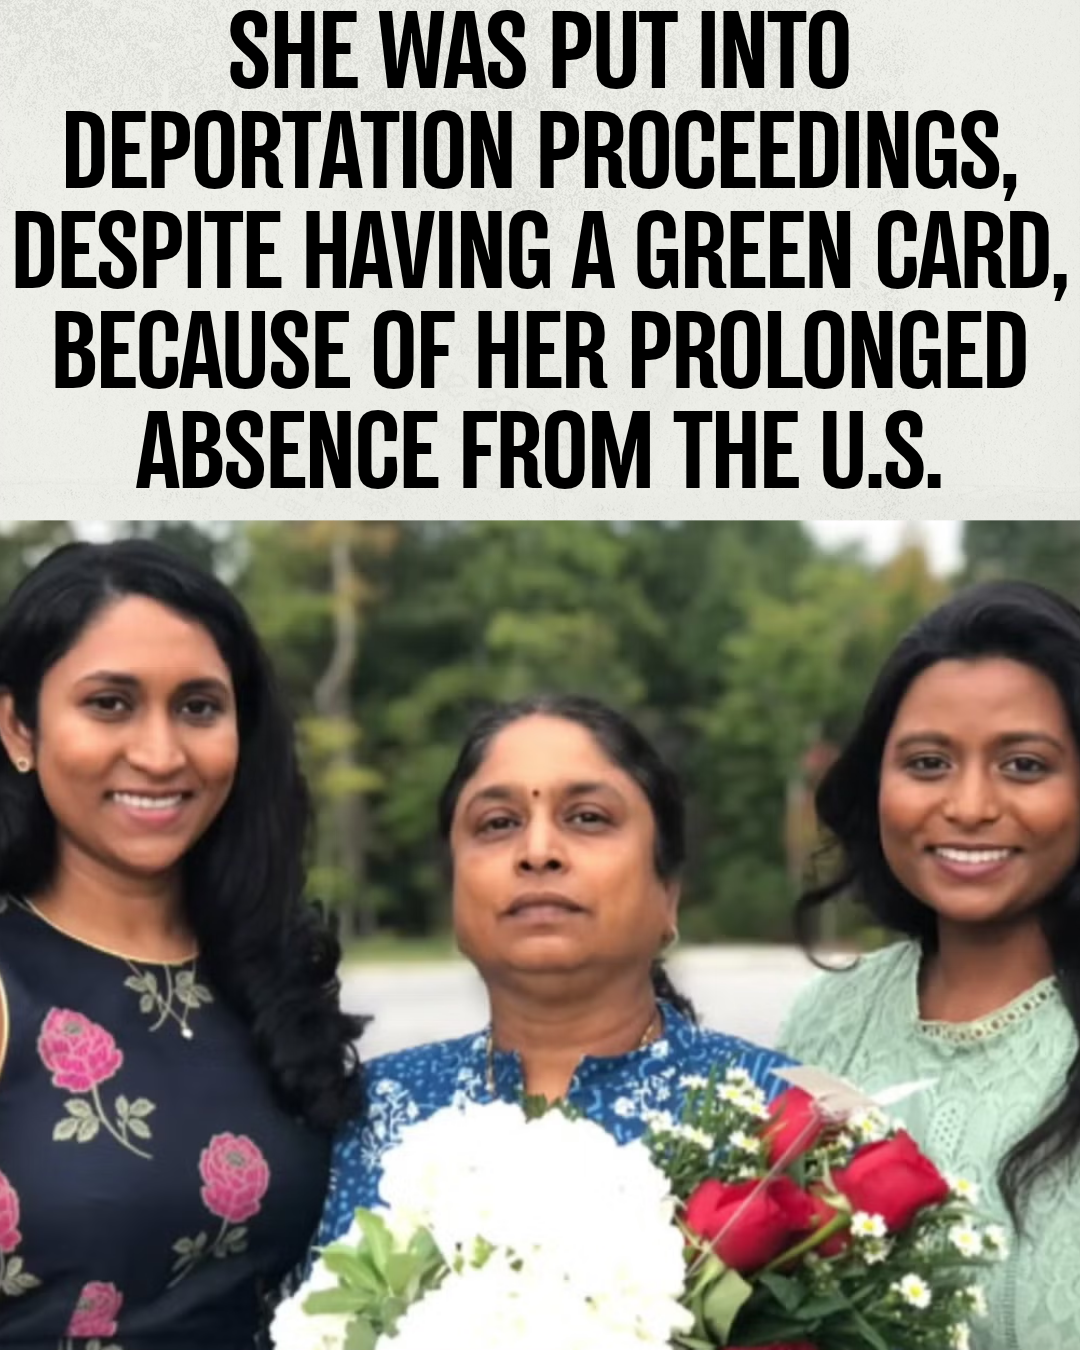 SHE WAS PUT INTO
DEPORTATION PROCEEDINGS,
DESPITE HAVING A GREEN CARD,
BECAUSE OF HER PROLONGED
ABSENCE FROM THE U.S.